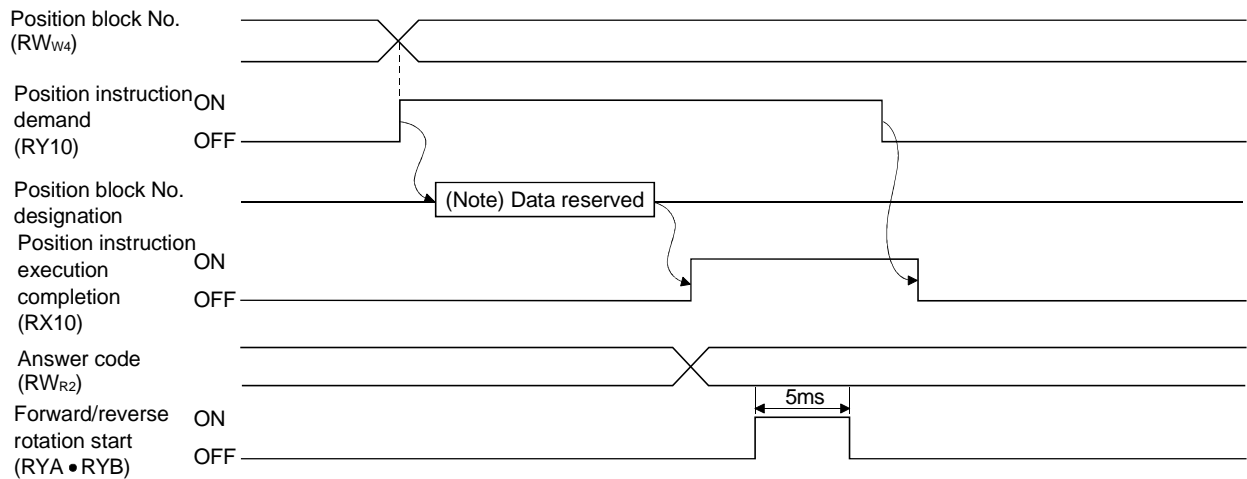 Position block No.
(RWW4)
Position instruction
demand
(RY10)
ON
OFF
Position block No.
designation
(Note) Data reserved
Position instruction
execution
completion
(RX10)
ON
OFF
Answer code
(RWR2)
Forward/reverse
rotation start
(RYA•RYB)
ON
OFF
5ms